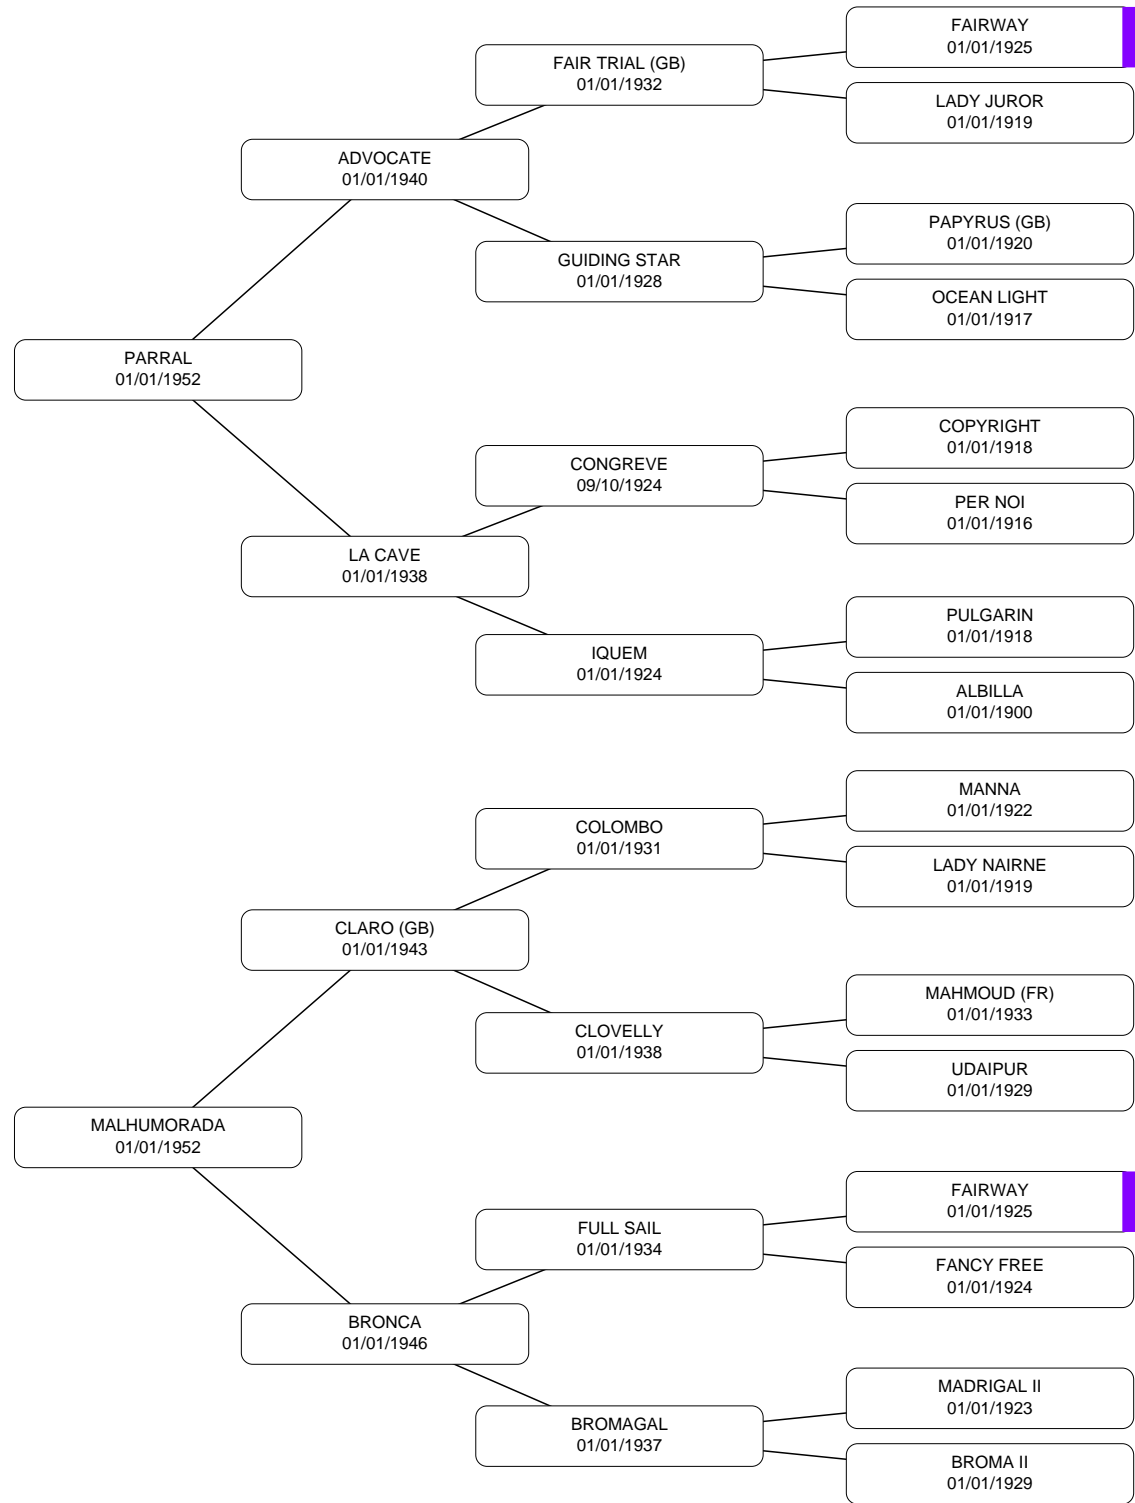 FAIRWAY
01/01/1925
FAIR TRIAL (GB)
01/01/1932
LADY JUROR
01/01/1919
ADVOCATE
01/01/1940
PAPYRUS (GB)
01/01/1920
GUIDING STAR
01/01/1928
OCEAN LIGHT
01/01/1917
PARRAL
01/01/1952
COPYRIGHT
01/01/1918
CONGREVE
09/10/1924
PER NOI
01/01/1916
LA CAVE
01/01/1938
PULGARIN
01/01/1918
IQUEM
01/01/1924
ALBILLA
01/01/1900
MANNA
01/01/1922
COLOMBO
01/01/1931
LADY NAIRNE
01/01/1919
CLARO (GB)
01/01/1943
MAHMOUD (FR)
01/01/1933
CLOVELLY
01/01/1938
UDAIPUR
01/01/1929
MALHUMORADA
01/01/1952
FAIRWAY
01/01/1925
FULL SAIL
01/01/1934
FANCY FREE
01/01/1924
BRONCA
01/01/1946
MADRIGAL II
01/01/1923
BROMAGAL
01/01/1937
BROMA II
01/01/1929